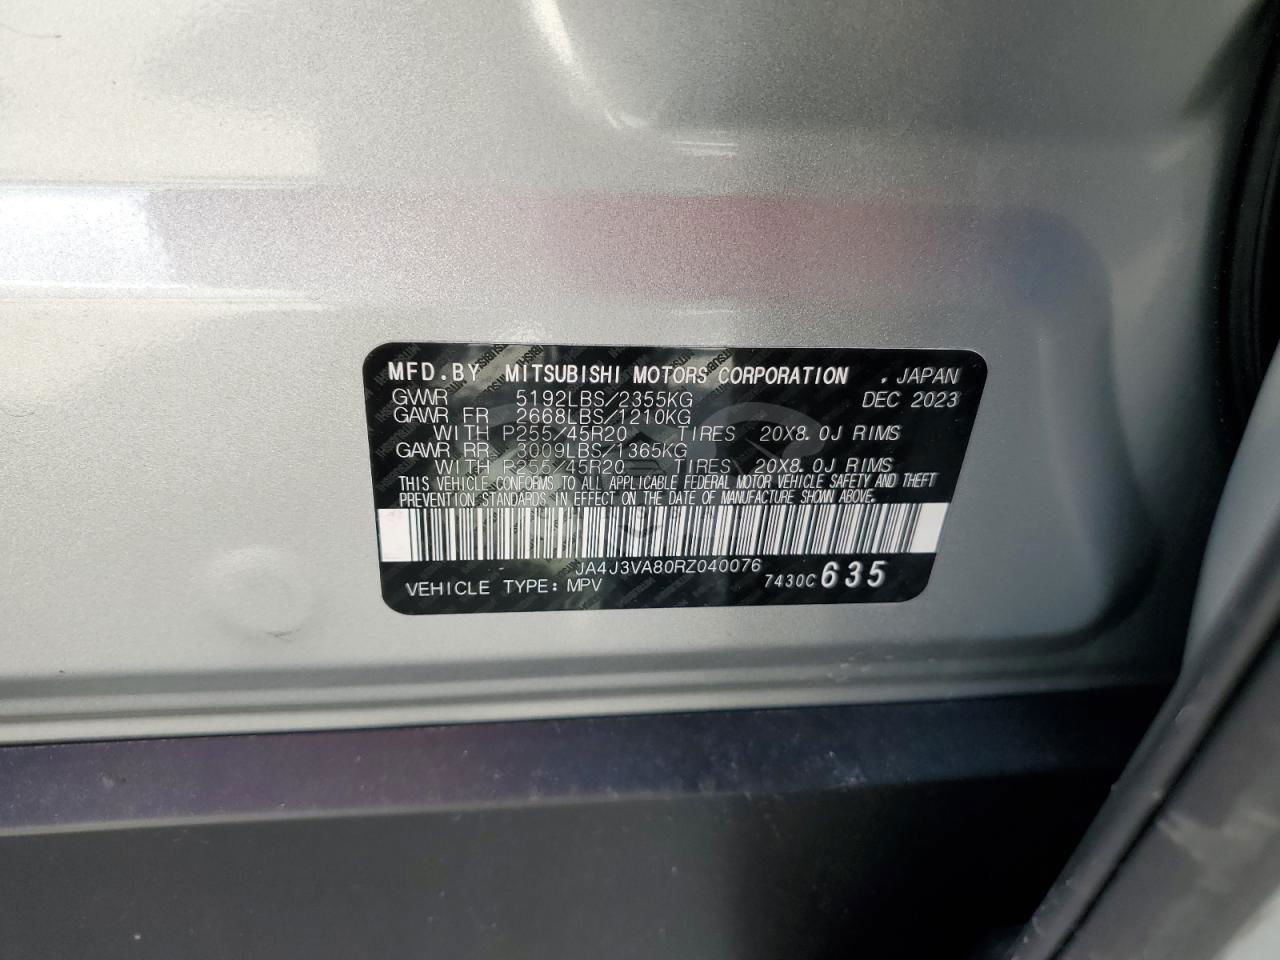 MFD.BY MITSUBISHI MOTORS CORPORATION , JAPAN
GVWR 5192LBS/2355KG DEC 2023
GAWR FR 2668LBS/1210KG
WITH P255/45R20 TIRES 20X8.0J RIMS
GAWR RR 3009LBS/1365KG
WITH P255/45R20 TIRES 20X8.0J RIMS
THIS VEHICLE CONFORMS TO ALL APPLICABLE FEDERAL MOTOR VEHICLE SAFETY AND THEFT
PREVENTION STANDARDS IN EFFECT ON THE DATE OF MANUFACTURE SHOWN ABOVE.
JA4J3VA80RZ040076
VEHICLE TYPE: MPV 7430C 635